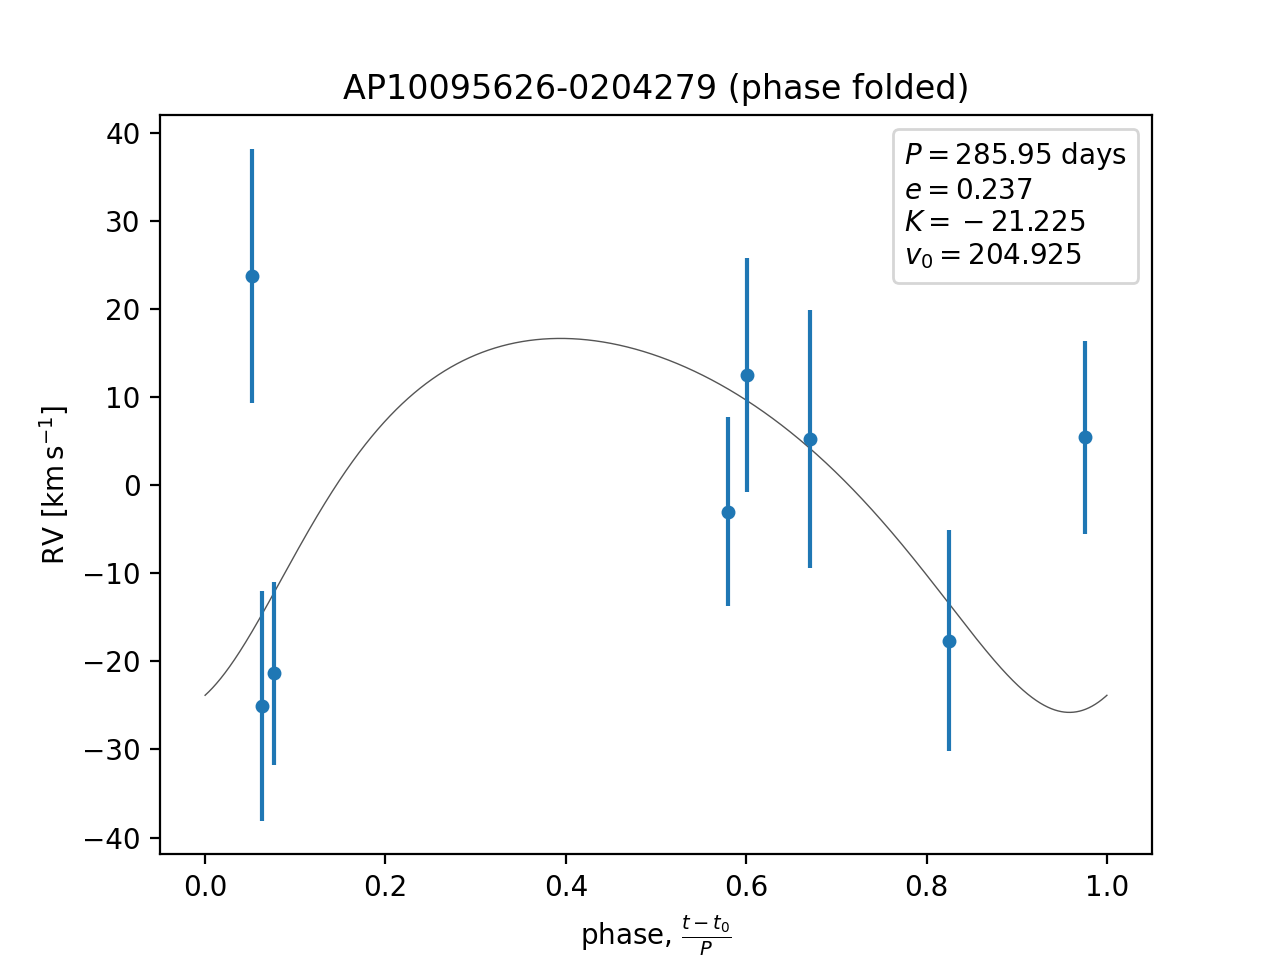 AP10095626-0204279 (phase folded)
P = 285.95 days
e = 0.237
K = −21.225
v₀ = 204.925
RV [km s⁻¹]
40
30
20
10
0
−10
−20
−30
−40
0.0 0.2 0.4 0.6 0.8 1.0
phase, (t − t₀)/P